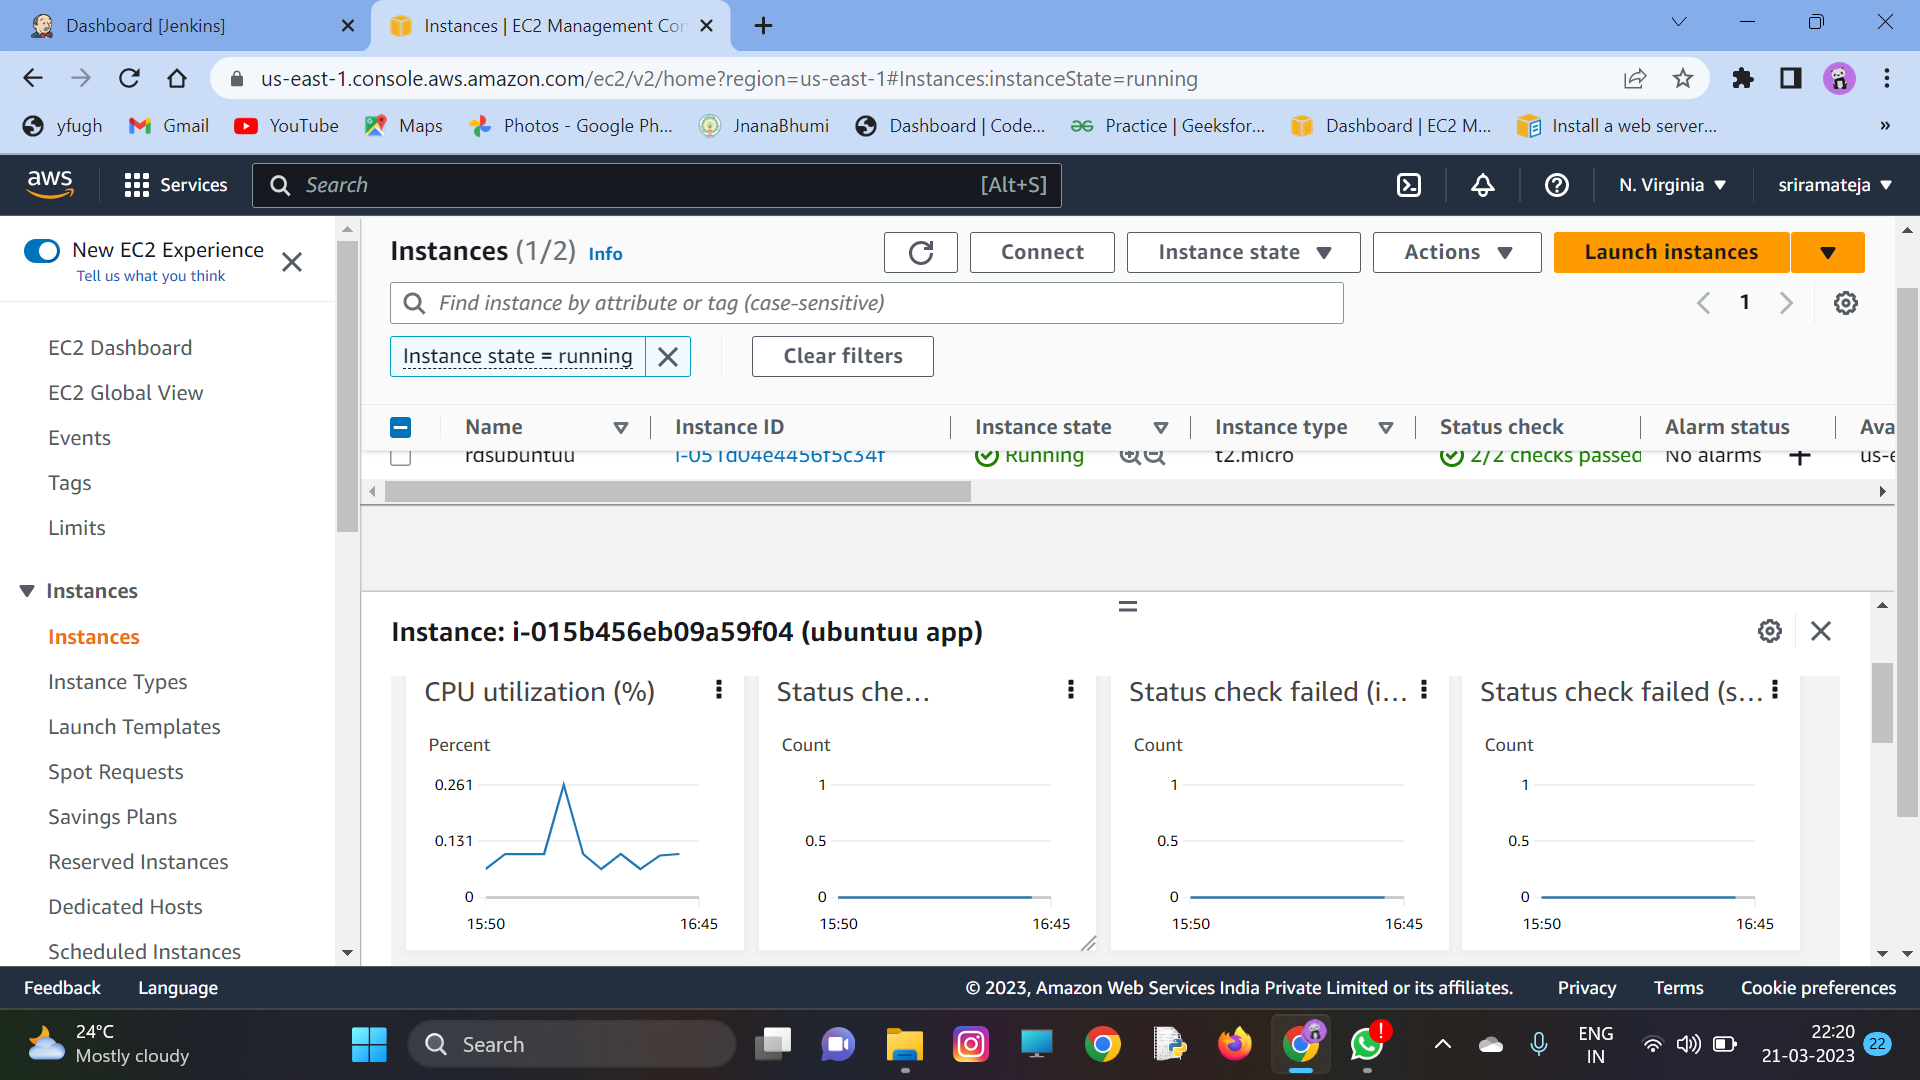 Dashboard [Jenkins]
Instances | EC2 Management Con
us-east-1.console.aws.amazon.com/ec2/v2/home?region=us-east-1#Instances:instanceState=running
yfugh
Gmail
YouTube
Maps
Photos - Google Ph...
JnanaBhumi
Dashboard | Code...
Practice | Geeksfor...
Dashboard | EC2 M...
Install a web server...
»
aws
Services
Search
[Alt+S]
N. Virginia
sriramateja
New EC2 Experience
Tell us what you think
EC2 Dashboard
EC2 Global View
Events
Tags
Limits
Instances
Instances
Instance Types
Launch Templates
Spot Requests
Savings Plans
Reserved Instances
Dedicated Hosts
Scheduled Instances
Instances (1/2) Info
Connect
Instance state
Actions
Launch instances
Find instance by attribute or tag (case-sensitive)
1
Instance state = running
Clear filters
Name
Instance ID
Instance state
Instance type
Status check
Alarm status
Ava
rdsubuntuu
i-051d04e4456f5c34f
Running
t2.micro
2/2 checks passed
No alarms
us-e
Instance: i-015b456eb09a59f04 (ubuntuu app)
CPU utilization (%)
Percent
0.261
0.131
0
15:50
16:45
Status che...
Count
1
0.5
0
15:50
16:45
Status check failed (i...
Count
1
0.5
0
15:50
16:45
Status check failed (s...
Count
1
0.5
0
15:50
16:45
Feedback
Language
© 2023, Amazon Web Services India Private Limited or its affiliates.
Privacy
Terms
Cookie preferences
24°C
Mostly cloudy
Search
!
ENG
IN
22:20
21-03-2023
22